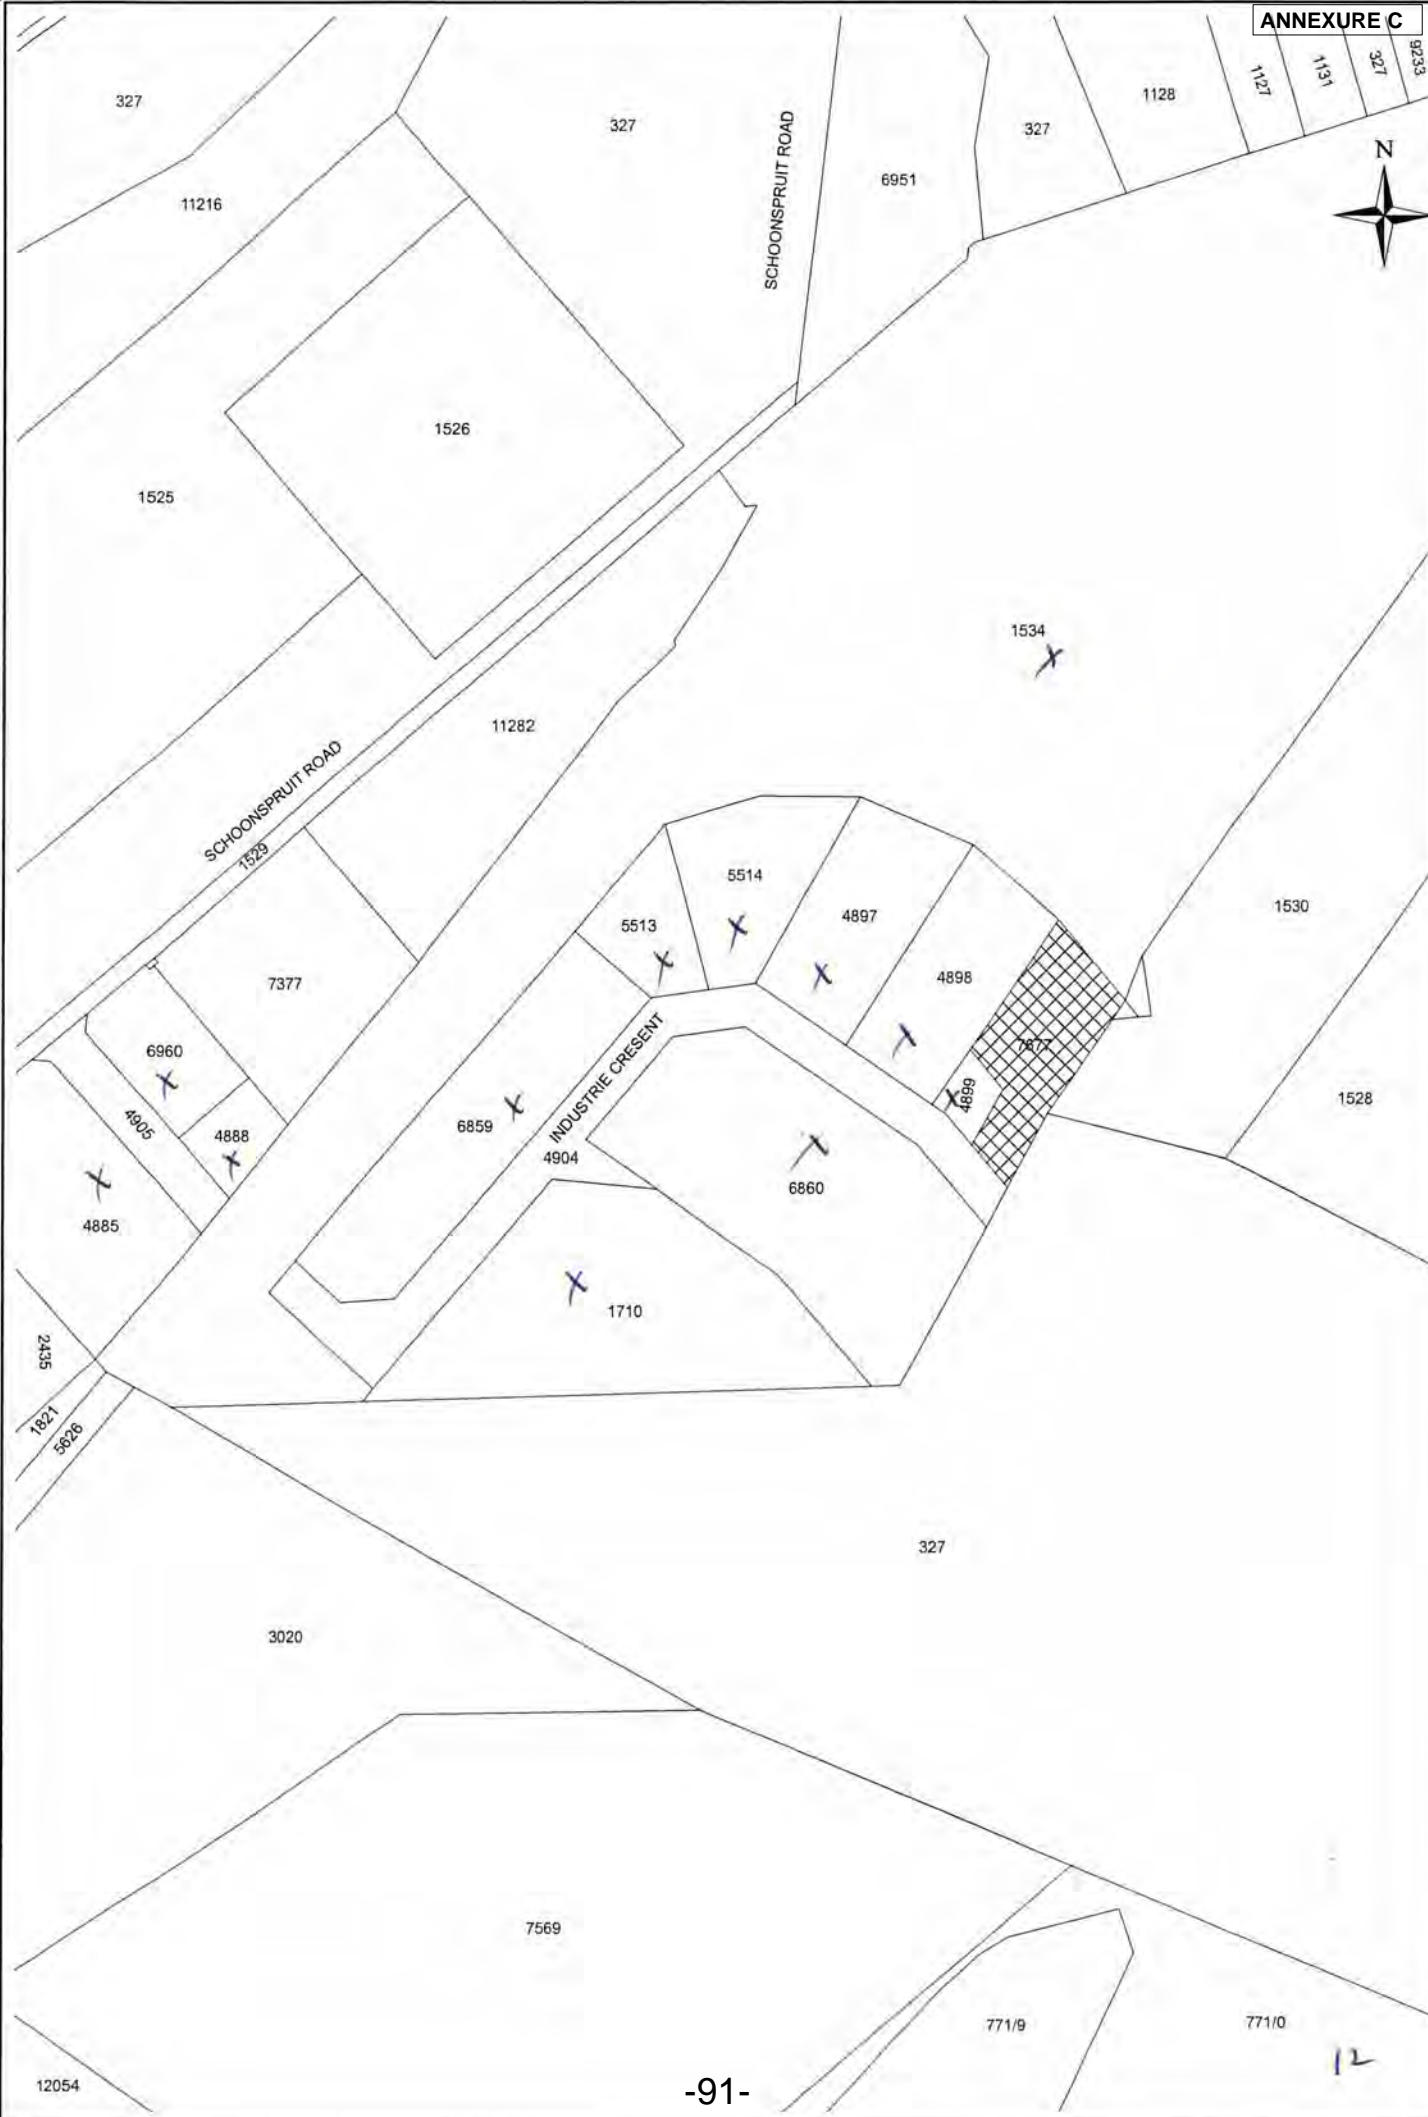 ANNEXURE C
327
327
SCHOONSPRUIT ROAD
6951
327
1128
1127
1131
327
9233
N
11216
1526
1525
1534
X
11282
SCHOONSPRUIT ROAD
1529
7377
5513
X
5514
X
4897
X
4898
X
7677
4899
X
1530
1528
6960
X
4905
4888
X
4885
X
6859
X
INDUSTRIE CRESENT
4904
6860
X
1710
X
2435
1821
5626
327
3020
7569
771/9
771/0
12
12054
-91-